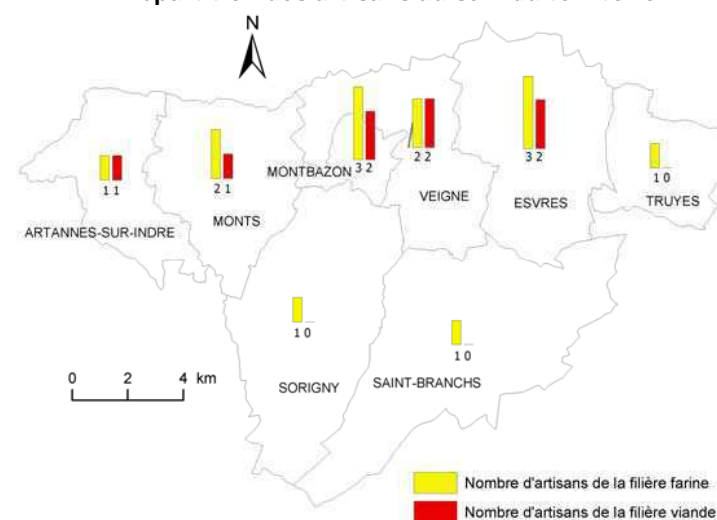 N
3 2
2 2
3 2
1 1
2 1
1 0
MONTBAZON
VEIGNE
ESVRES
TRUYES
ARTANNES-SUR-INDRE
MONTS
1 0
1 0
0 2 4 km
SORIGNY
SAINT-BRANCHS
Nombre d'artisans de la filière farine
Nombre d'artisans de la filière viande